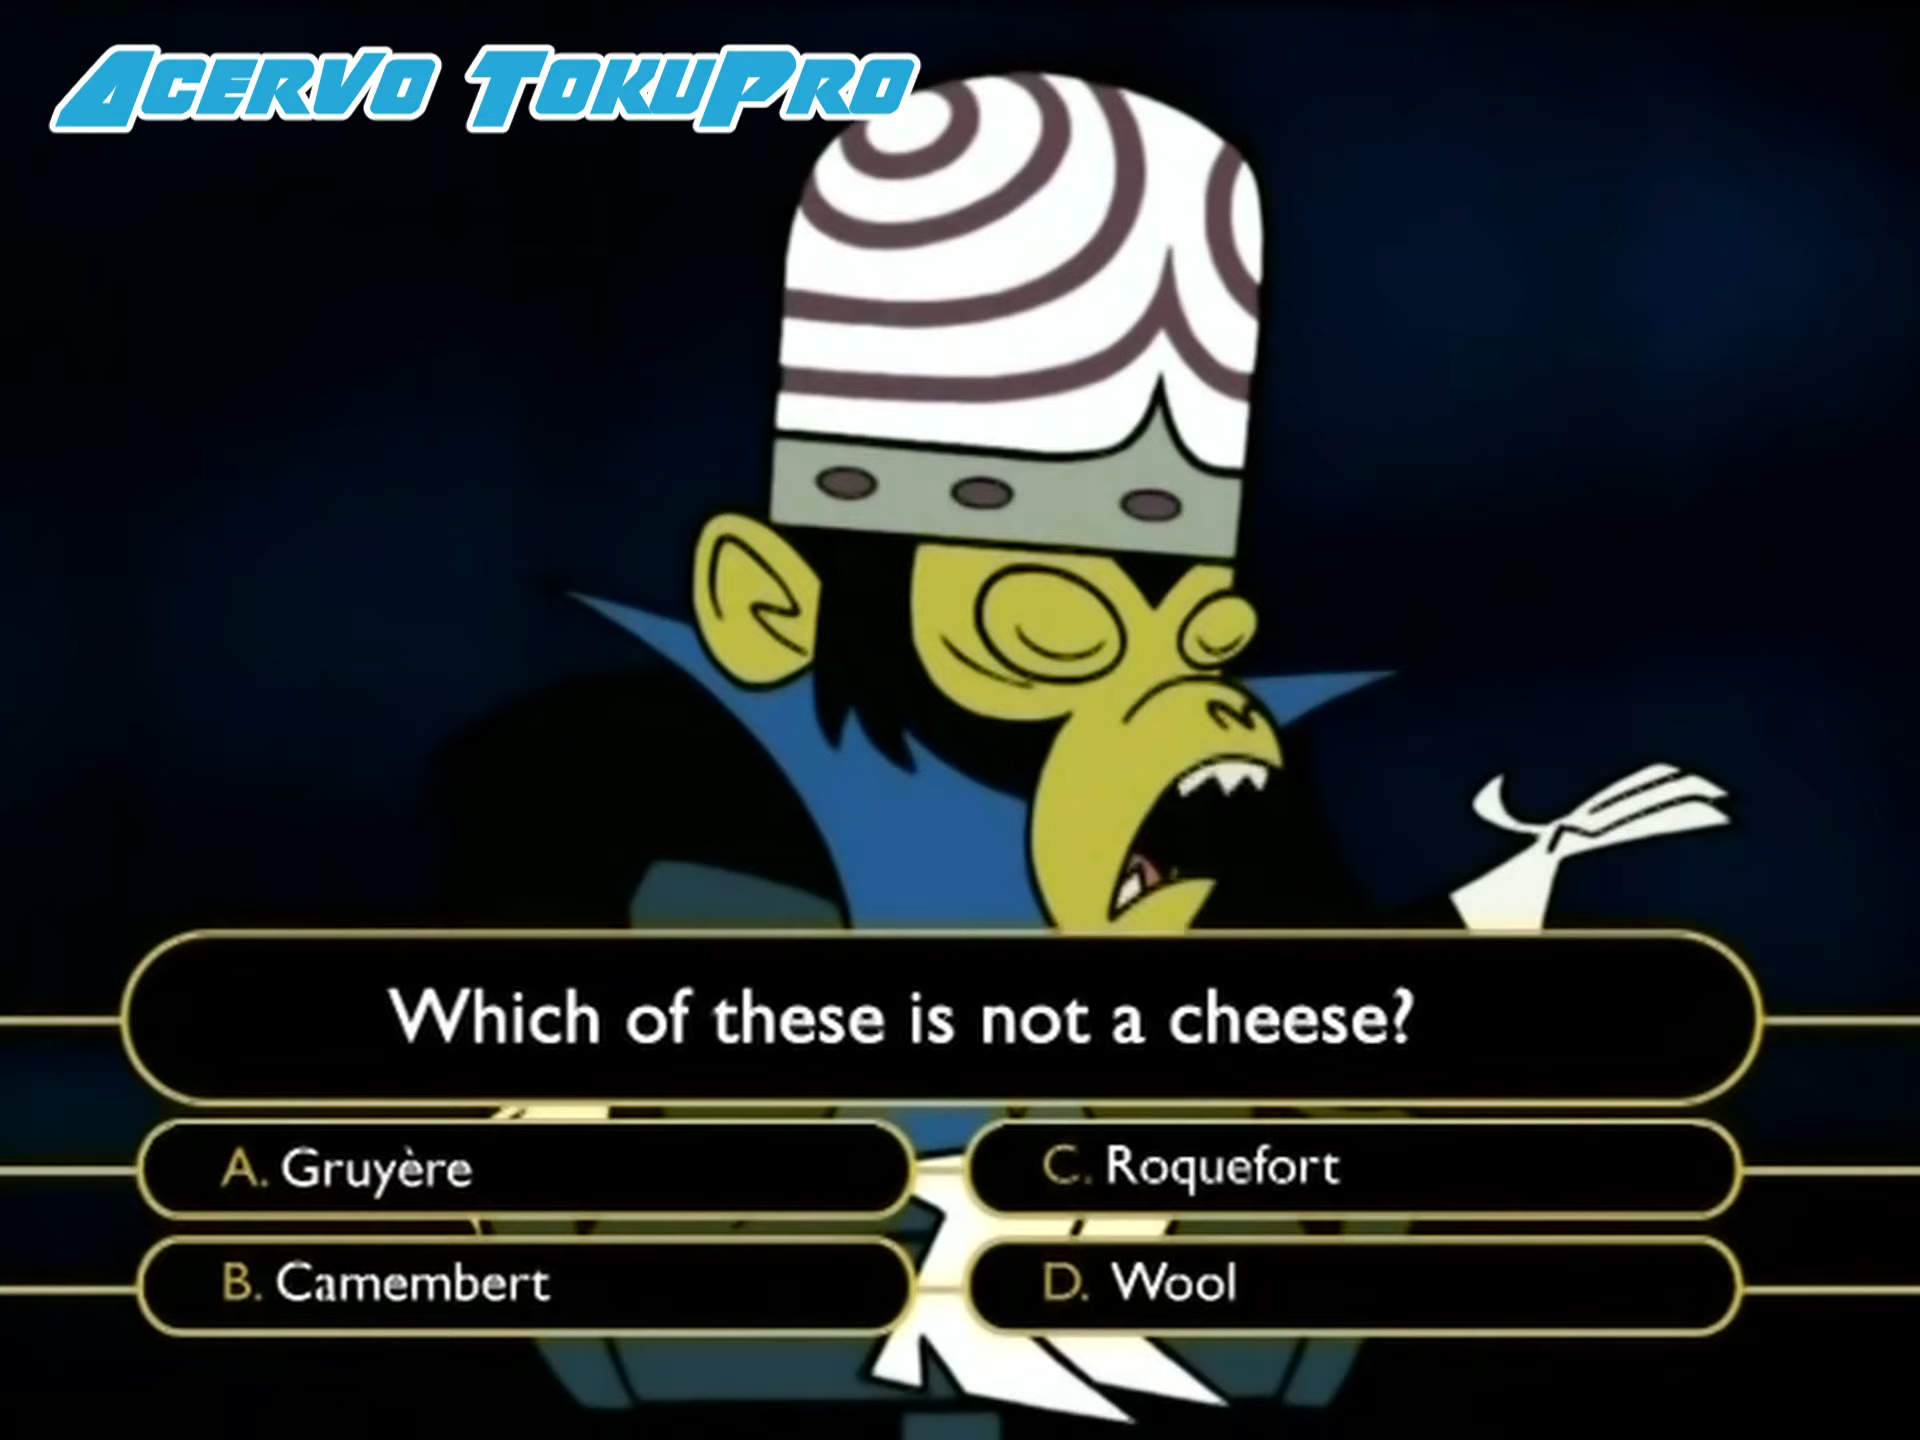 Acervo TokuPro
Which of these is not a cheese?
A. Gruyère
C. Roquefort
B. Camembert
D. Wool